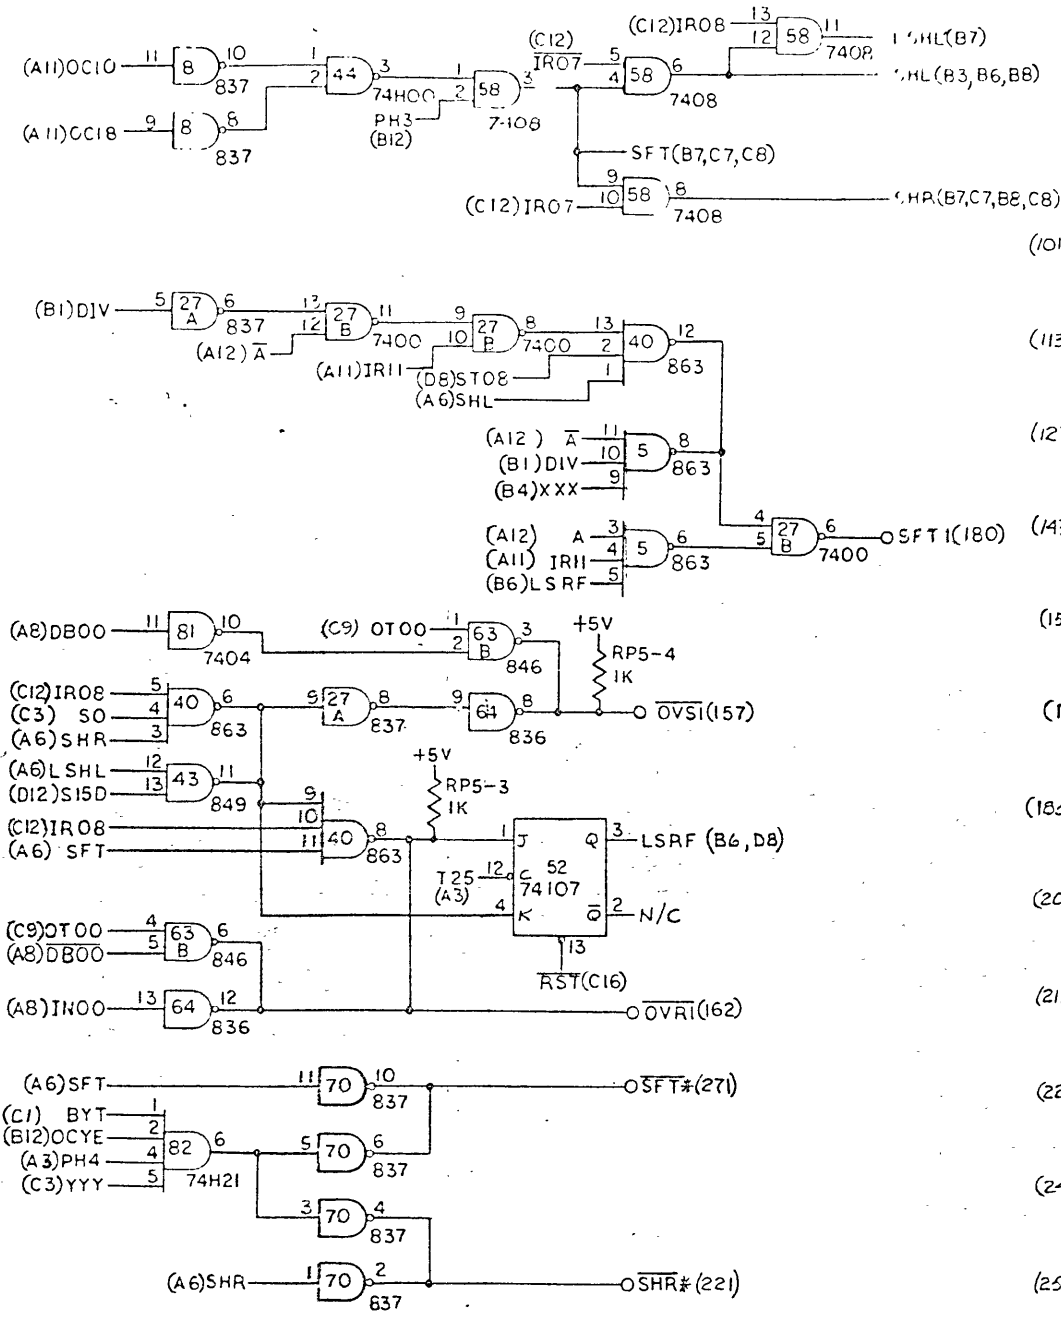 (C12)IR08 13 11
12 58 7408 SHL(B7)
(C12) IR07 5 6
4 58 7408 SHL(B3,B6,B8)
(A11)OC10 11 8 10 837
1 2 44 3 74H00
1 2 58 3
PH3 (B12)
(A11)OC18 9 8 8 837
SFT(B7,C7,C8)
9 58 8
(C12)IR07 10 7408 (B7,C7,B8,C8)
(B1)DIV 5 27 A 6 837
13 12 27 B 11 7400
(A12) A
9 10 27 B 8 7400
(A11)IR11
13 2 1 40 12 863
(D8)ST08
(A6)SHL
(A12) A 11
(B1)DIV 10 5 8 863
(B4)XXX 9
(A12) A 3
(A11) IR11 4 5 6 863
(B6)LSRF 5
4 5 27 B 6 7400 SFT1(180)
(A8)DB00 11 81 10 7404
(C9) OT00 1 2 63 B 3 846
+5V RP5-4 1K
(C12)IR08 5
(C3) SO 4 40 6 863
(A6)SHR 3
9 27 A 8 837
9 64 8 836
OVS1(157)
(A6)LSHL 12
(D12)S15D 13 43 11 849
+5V RP5-3 1K
9
(C12)IR08 10 40 8 863
(A6) SFT 11
1 J Q 3 LSRF (B6,D8)
T25 (A3) 12 C 52 74107
4 K Q 2 N/C
13 RST(C16)
(C9)OT00 4
(A8)DB00 5 63 B 6 846
(A8)IN00 13 64 12 836
OVR1(162)
(A6)SFT 11 70 10 837 SFT*(271)
(C1) BYT 1
(B12)OCYE 2
(A3)PH4 4 82 6 74H21
(C3)YYY 5
5 70 6 837
3 70 4 837
(A6)SHR 1 70 2 837 SHR*(221)